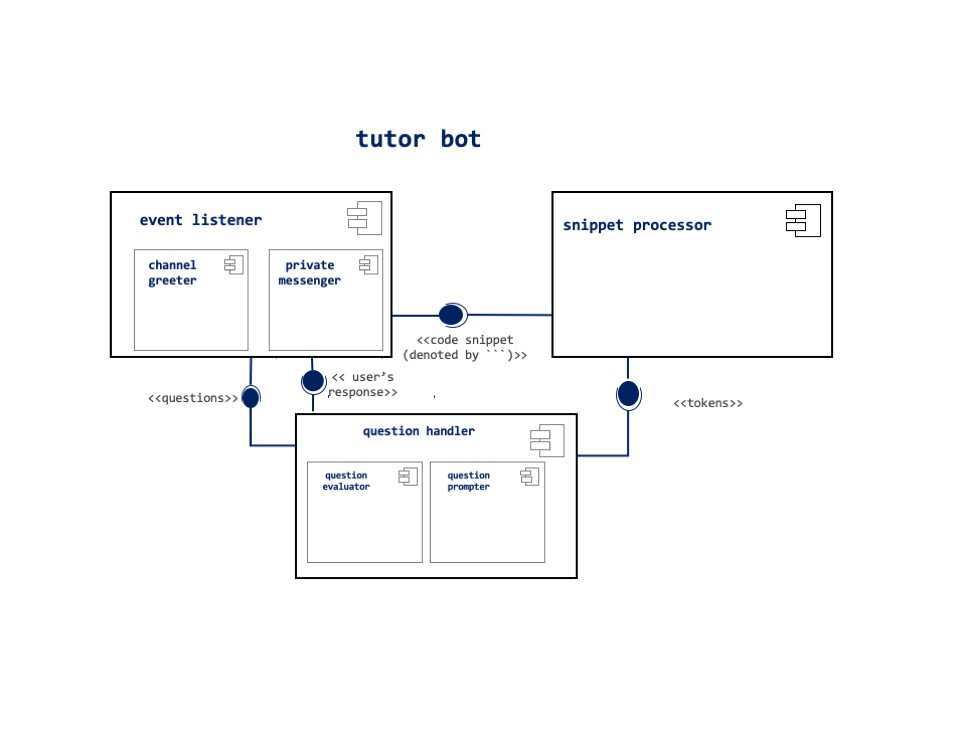 tutor bot
event listener
snippet processor
channel
greeter
private
messenger
<<code snippet
(denoted by ```)>>
<<questions>>
<< user’s
response>>
<<tokens>>
question handler
question
evaluator
question
prompter